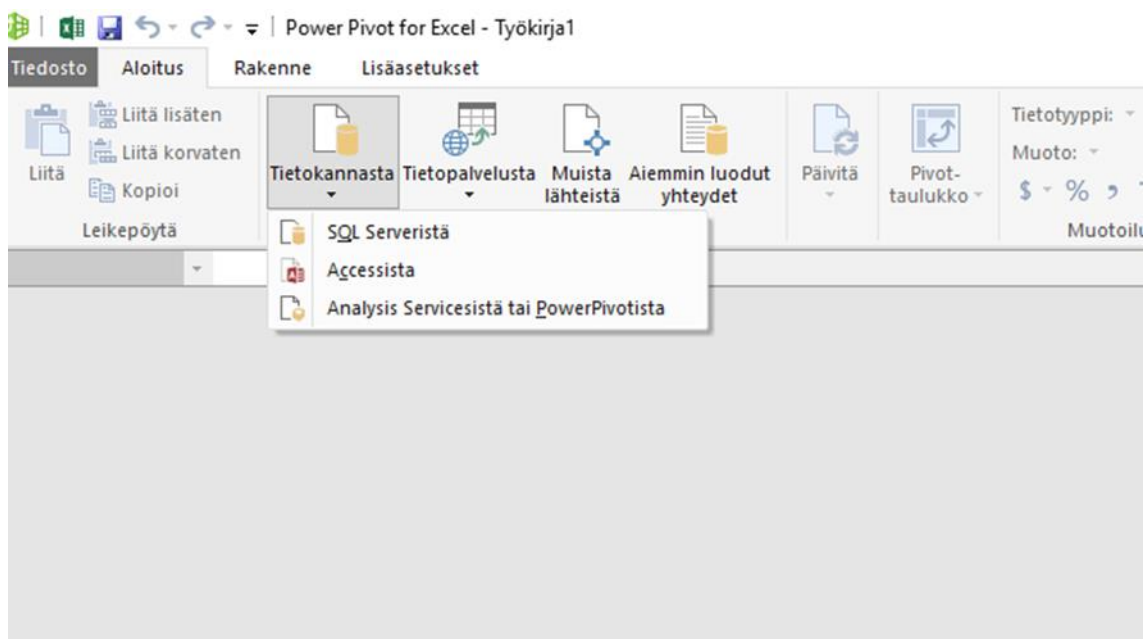 Power Pivot for Excel - Työkirja1
Tiedosto Aloitus Rakenne Lisäasetukset
Liitä
Liitä lisäten
Liitä korvaten
Kopioi
Leikepöytä
Tietokannasta
Tietopalvelusta
Muista
lähteistä
Aiemmin luodut
yhteydet
Päivitä
Pivot-
taulukko
Tietotyyppi:
Muoto:
$ % ,
SQL Serveristä
Accessista
Analysis Servicesistä tai PowerPivotista